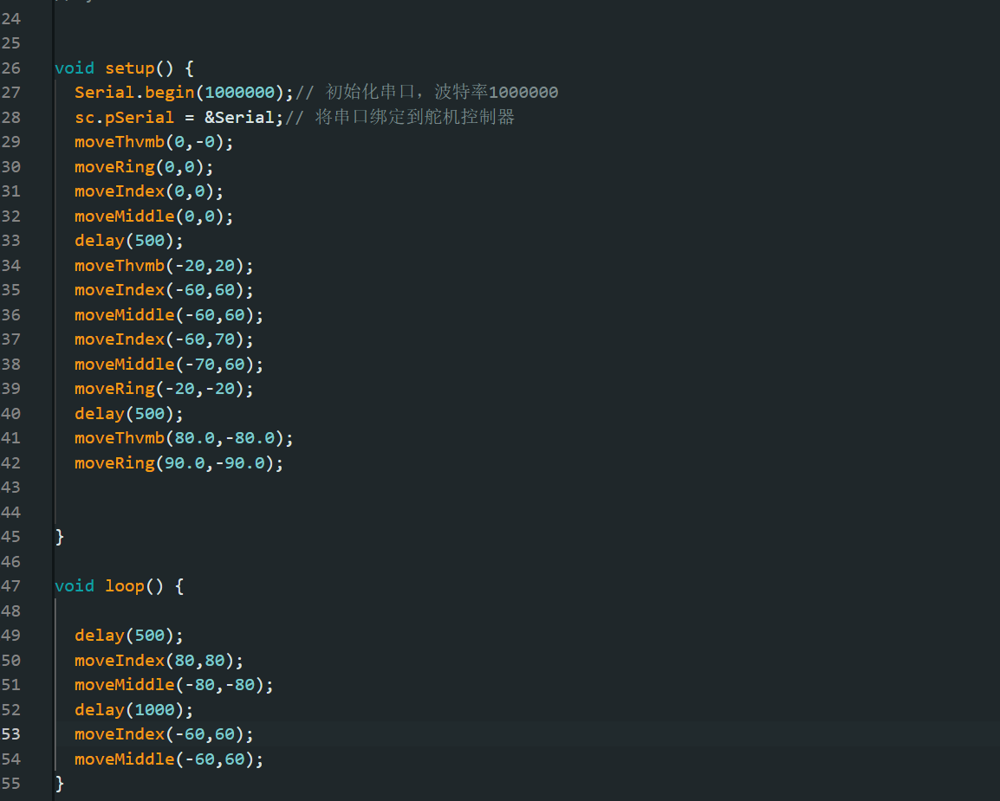 24
25
26 void setup() {
27 Serial.begin(1000000);// 初始化串口，波特率1000000
28 sc.pSerial = &Serial;// 将串口绑定到舵机控制器
29 moveThvmb(0,-0);
30 moveRing(0,0);
31 moveIndex(0,0);
32 moveMiddle(0,0);
33 delay(500);
34 moveThvmb(-20,20);
35 moveIndex(-60,60);
36 moveMiddle(-60,60);
37 moveIndex(-60,70);
38 moveMiddle(-70,60);
39 moveRing(-20,-20);
40 delay(500);
41 moveThvmb(80.0,-80.0);
42 moveRing(90.0,-90.0);
43
44
45 }
46
47 void loop() {
48
49 delay(500);
50 moveIndex(80,80);
51 moveMiddle(-80,-80);
52 delay(1000);
53 moveIndex(-60,60);
54 moveMiddle(-60,60);
55 }